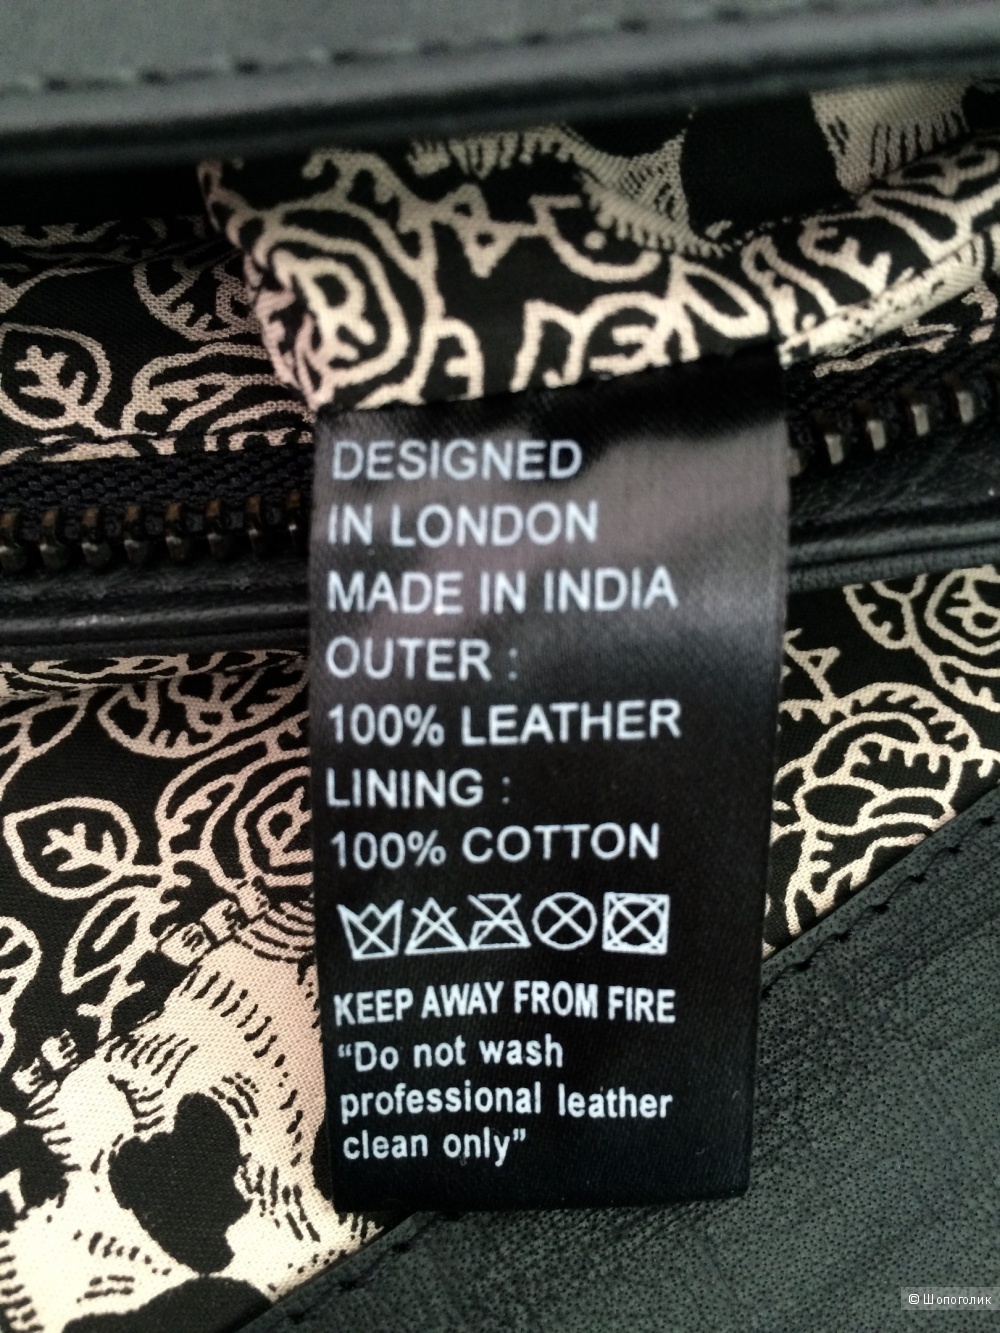 DESIGNED
IN LONDON
MADE IN INDIA
OUTER :
100% LEATHER
LINING :
100% COTTON
KEEP AWAY FROM FIRE
“Do not wash
professional leather
clean only”
© Шопоголик